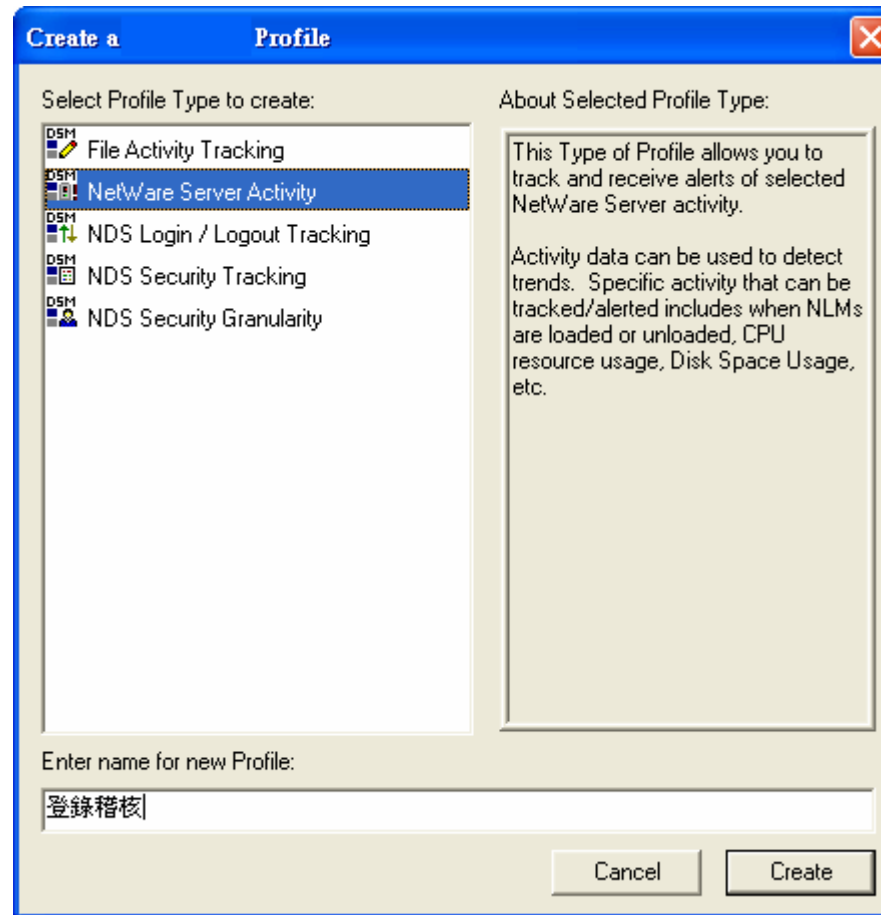 Create a Profile
Select Profile Type to create:
DSM File Activity Tracking
DSM NetWare Server Activity
DSM NDS Login / Logout Tracking
DSM NDS Security Tracking
DSM NDS Security Granularity
About Selected Profile Type:
This Type of Profile allows you to
track and receive alerts of selected
NetWare Server activity.
Activity data can be used to detect
trends. Specific activity that can be
tracked/alerted includes when NLMs
are loaded or unloaded, CPU
resource usage, Disk Space Usage,
etc.
Enter name for new Profile:
登錄稽核
Cancel
Create